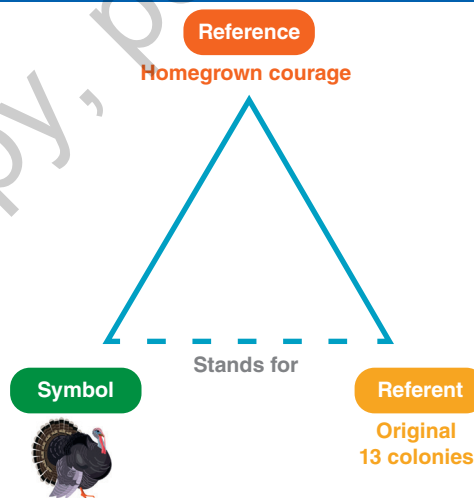 Reference
Homegrown courage
Stands for
Symbol
Referent
Original
13 colonies